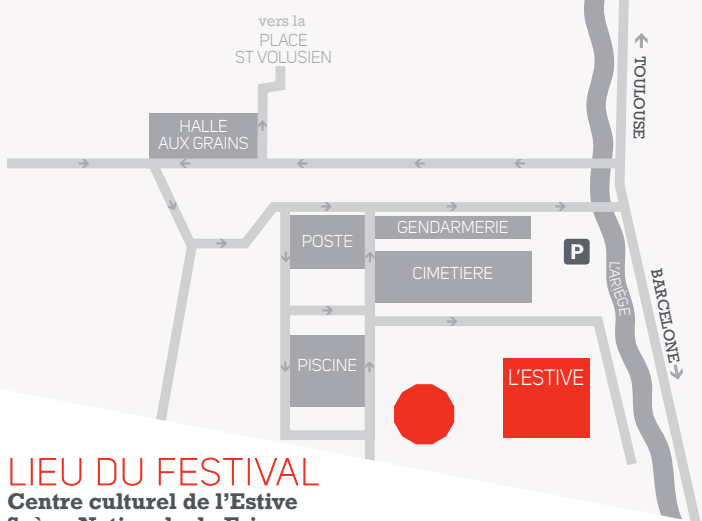 vers la
PLACE
ST VOLUSIEN
TOULOUSE
HALLE
AUX GRAINS
POSTE
GENDARMERIE
P
CIMETIERE
L'ARIÈGE
BARCELONE
PISCINE
L'ESTIVE
LIEU DU FESTIVAL
Centre culturel de l'Estive